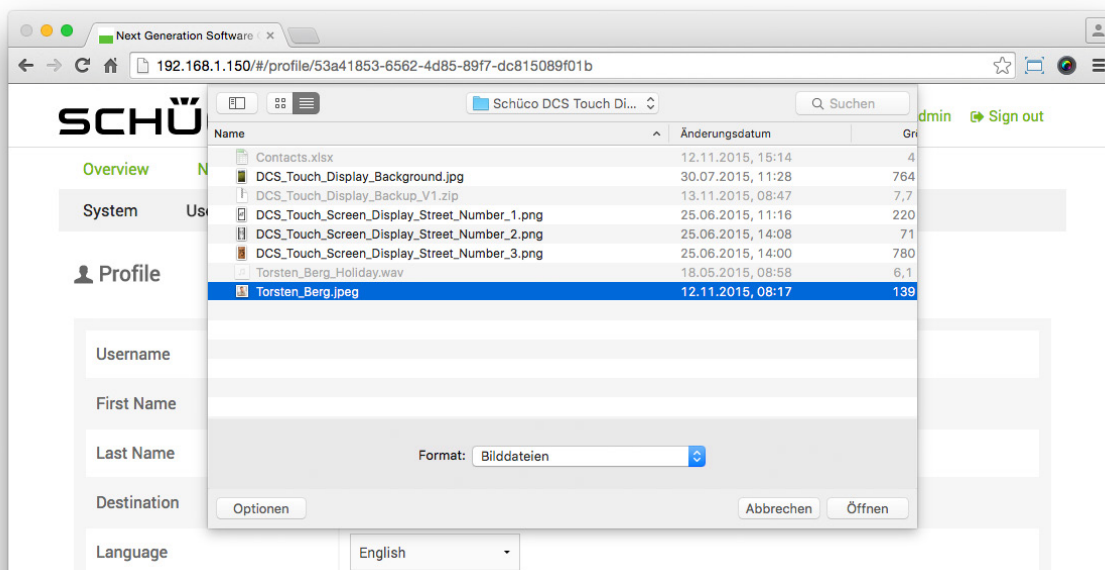 Next Generation Software
192.168.1.150/#/profile/53a41853-6562-4d85-89f7-dc815089f01b
SCHÜ
Schüco DCS Touch Di...
Suchen
dmin
Sign out
Name
Änderungsdatum
Grö
Overview
N
Contacts.xlsx 12.11.2015, 15:14 4
DCS_Touch_Display_Background.jpg 30.07.2015, 11:28 764
DCS_Touch_Display_Backup_V1.zip 13.11.2015, 08:47 7,7
System
Use
DCS_Touch_Screen_Display_Street_Number_1.png 25.06.2015, 11:16 220
DCS_Touch_Screen_Display_Street_Number_2.png 25.06.2015, 14:08 71
DCS_Touch_Screen_Display_Street_Number_3.png 25.06.2015, 14:00 780
Torsten_Berg_Holiday.wav 18.05.2015, 08:58 6,1
Profile
Torsten_Berg.jpeg 12.11.2015, 08:17 139
Username
First Name
Last Name
Format: Bilddateien
Destination
Optionen
Abbrechen
Öffnen
Language
English